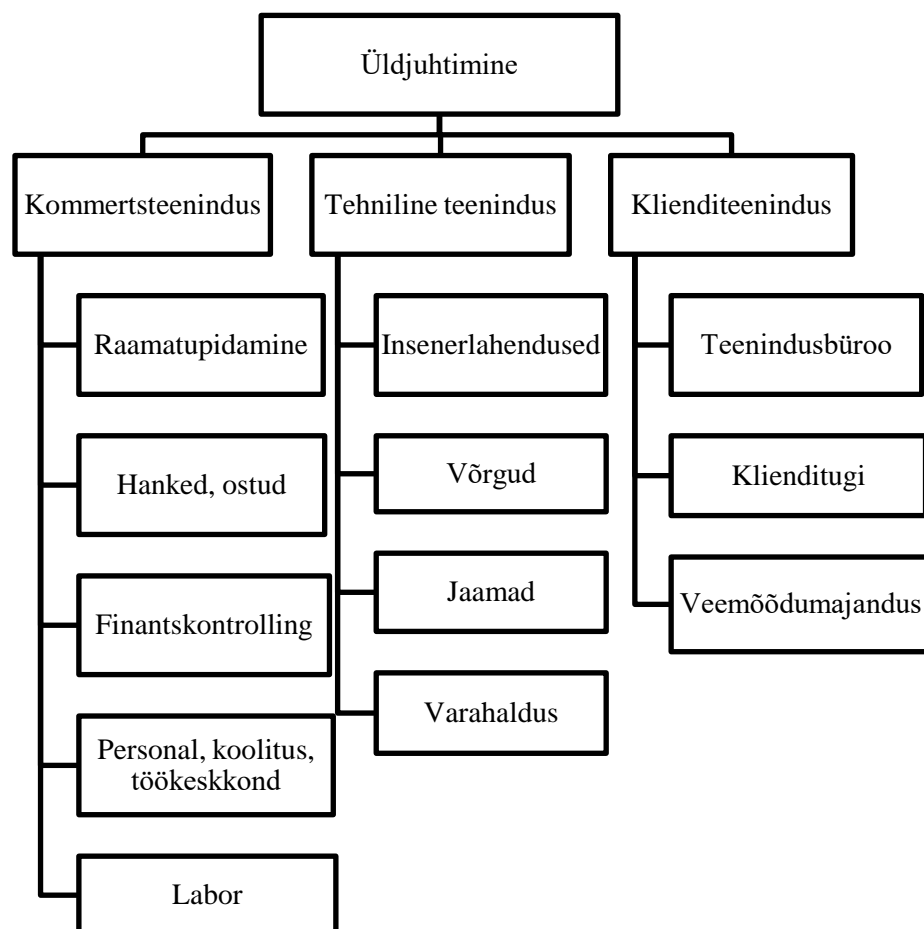 Üldjuhtimine
Kommertsteenindus
Tehniline teenindus
Klienditeenindus
Raamatupidamine
Insenerlahendused
Teenindusbüroo
Hanked, ostud
Võrgud
Klienditugi
Finantskontrolling
Jaamad
Veemõõdumajandus
Personal, koolitus,
töökeskkond
Varahaldus
Labor